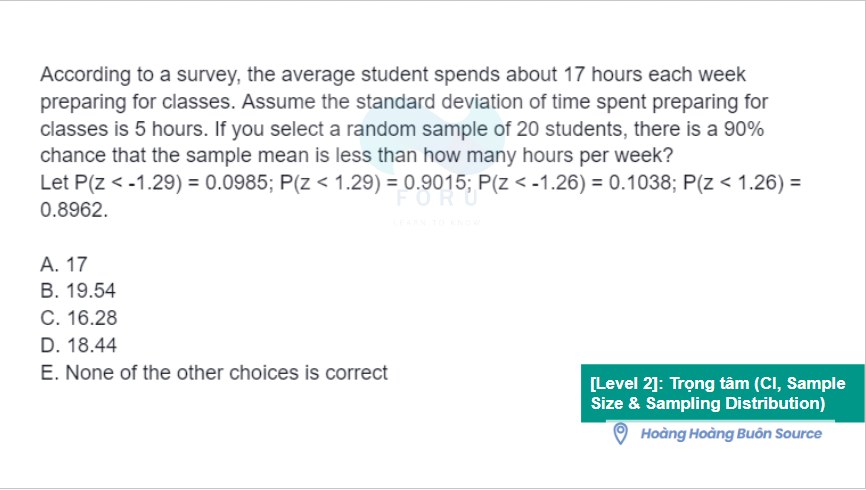 According to a survey, the average student spends about 17 hours each week
preparing for classes. Assume the standard deviation of time spent preparing for
classes is 5 hours. If you select a random sample of 20 students, there is a 90%
chance that the sample mean is less than how many hours per week?
Let P(z < -1.29) = 0.0985; P(z < 1.29) = 0.9015; P(z < -1.26) = 0.1038; P(z < 1.26) =
0.8962.
FORU
A. 17
B. 19.54
C. 16.28
D. 18.44
E. None of the other choices is correct
[Level 2]: Trọng tâm (CI, Sample
Size & Sampling Distribution)
Hoàng Hoàng Buôn Source